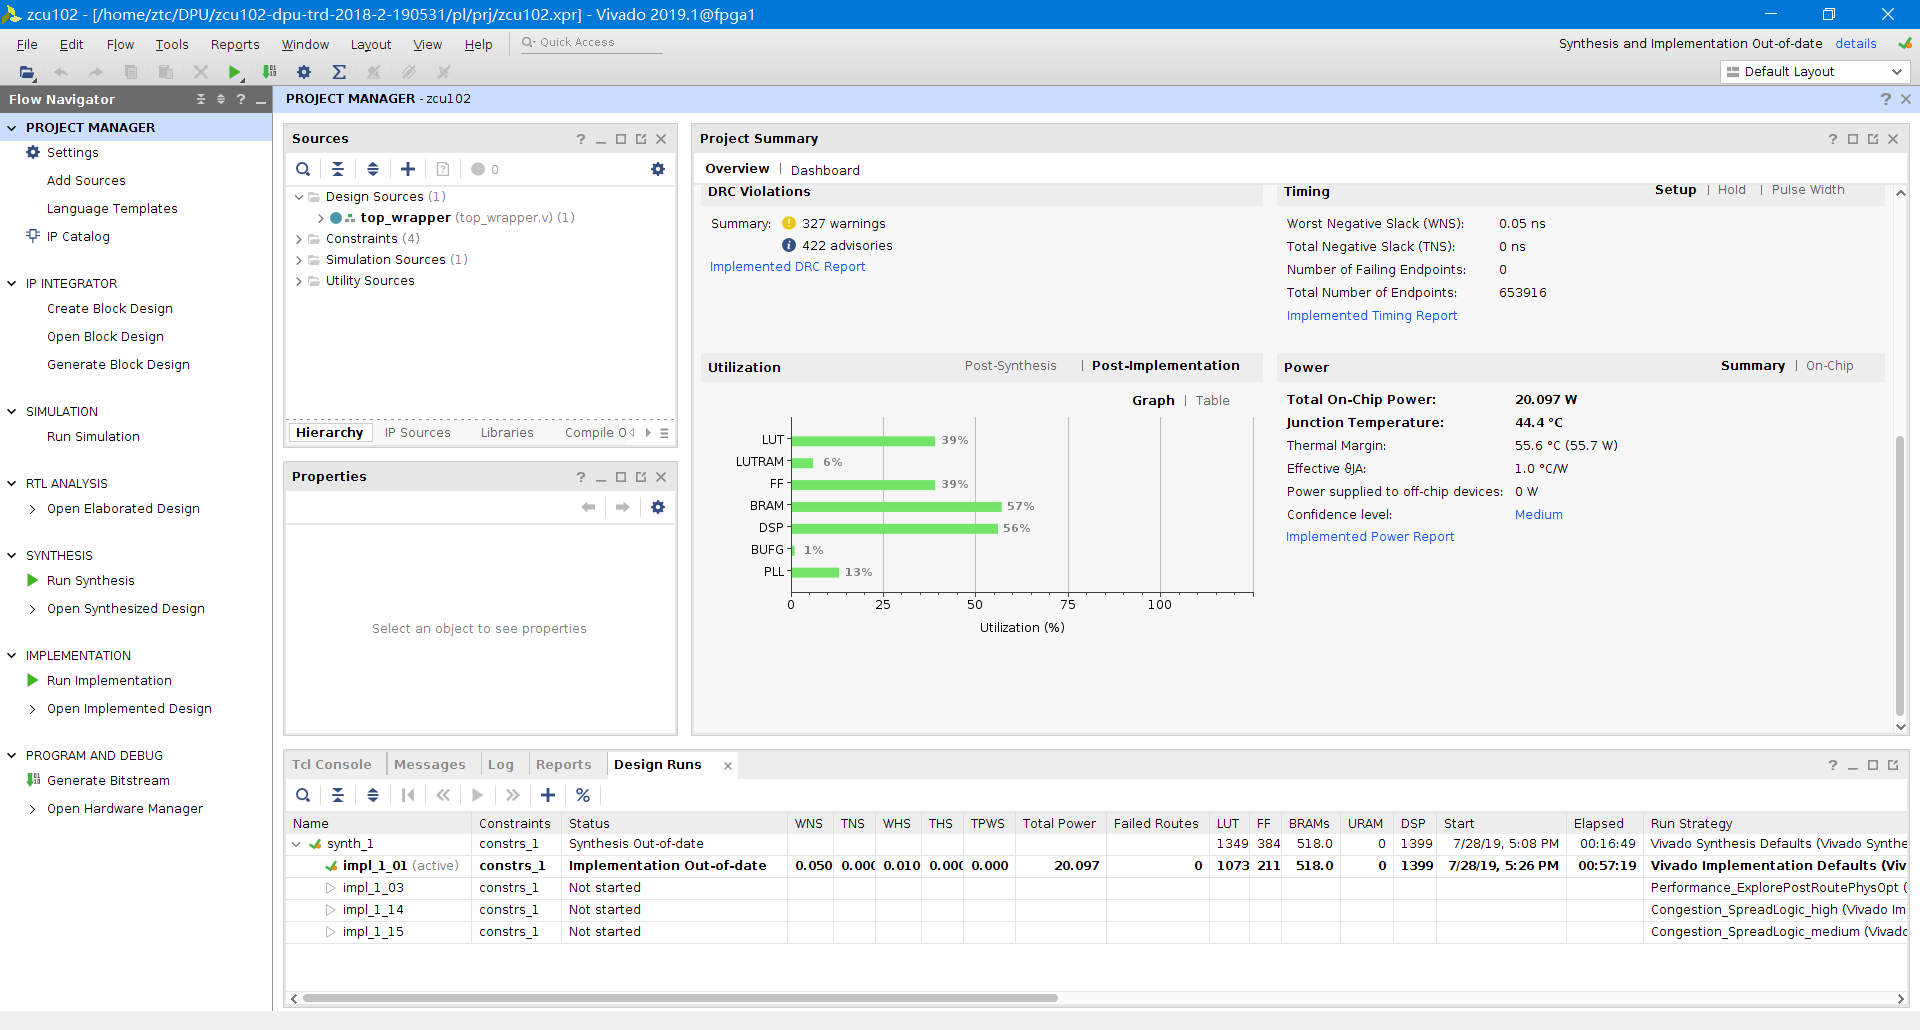 zcu102 - [/home/ztc/DPU/zcu102-dpu-trd-2018-2-190531/pl/prj/zcu102.xpr] - Vivado 2019.1@fpga1
File Edit Flow Tools Reports Window Layout View Help Quick Access
Synthesis and Implementation Out-of-date details
Default Layout
Flow Navigator
PROJECT MANAGER
Settings
Add Sources
Language Templates
IP Catalog
IP INTEGRATOR
Create Block Design
Open Block Design
Generate Block Design
SIMULATION
Run Simulation
RTL ANALYSIS
Open Elaborated Design
SYNTHESIS
Run Synthesis
Open Synthesized Design
IMPLEMENTATION
Run Implementation
Open Implemented Design
PROGRAM AND DEBUG
Generate Bitstream
Open Hardware Manager
PROJECT MANAGER - zcu102
Sources
0
Design Sources (1)
top_wrapper (top_wrapper.v) (1)
Constraints (4)
Simulation Sources (1)
Utility Sources
Hierarchy IP Sources Libraries Compile O
Properties
Select an object to see properties
Project Summary
Overview | Dashboard
DRC Violations
Summary: 327 warnings
422 advisories
Implemented DRC Report
Timing Setup | Hold | Pulse Width
Worst Negative Slack (WNS): 0.05 ns
Total Negative Slack (TNS): 0 ns
Number of Failing Endpoints: 0
Total Number of Endpoints: 653916
Implemented Timing Report
Utilization Post-Synthesis | Post-Implementation
Graph | Table
LUT 39%
LUTRAM 6%
FF 39%
BRAM 57%
DSP 56%
BUFG 1%
PLL 13%
0 25 50 75 100
Utilization (%)
Power Summary | On-Chip
Total On-Chip Power: 20.097 W
Junction Temperature: 44.4 °C
Thermal Margin: 55.6 °C (55.7 W)
Effective ϑJA: 1.0 °C/W
Power supplied to off-chip devices: 0 W
Confidence level: Medium
Implemented Power Report
Tcl Console Messages Log Reports Design Runs
Name Constraints Status WNS TNS WHS THS TPWS Total Power Failed Routes LUT FF BRAMs URAM DSP Start Elapsed Run Strategy
synth_1 constrs_1 Synthesis Out-of-date 1349 384 518.0 0 1399 7/28/19, 5:08 PM 00:16:49 Vivado Synthesis Defaults (Vivado Synthe
impl_1_01 (active) constrs_1 Implementation Out-of-date 0.050 0.000 0.010 0.000 0.000 20.097 0 1073 211 518.0 0 1399 7/28/19, 5:26 PM 00:57:19 Vivado Implementation Defaults (Viv
impl_1_03 constrs_1 Not started Performance_ExplorePostRoutePhysOpt (
impl_1_14 constrs_1 Not started Congestion_SpreadLogic_high (Vivado Im
impl_1_15 constrs_1 Not started Congestion_SpreadLogic_medium (Vivado